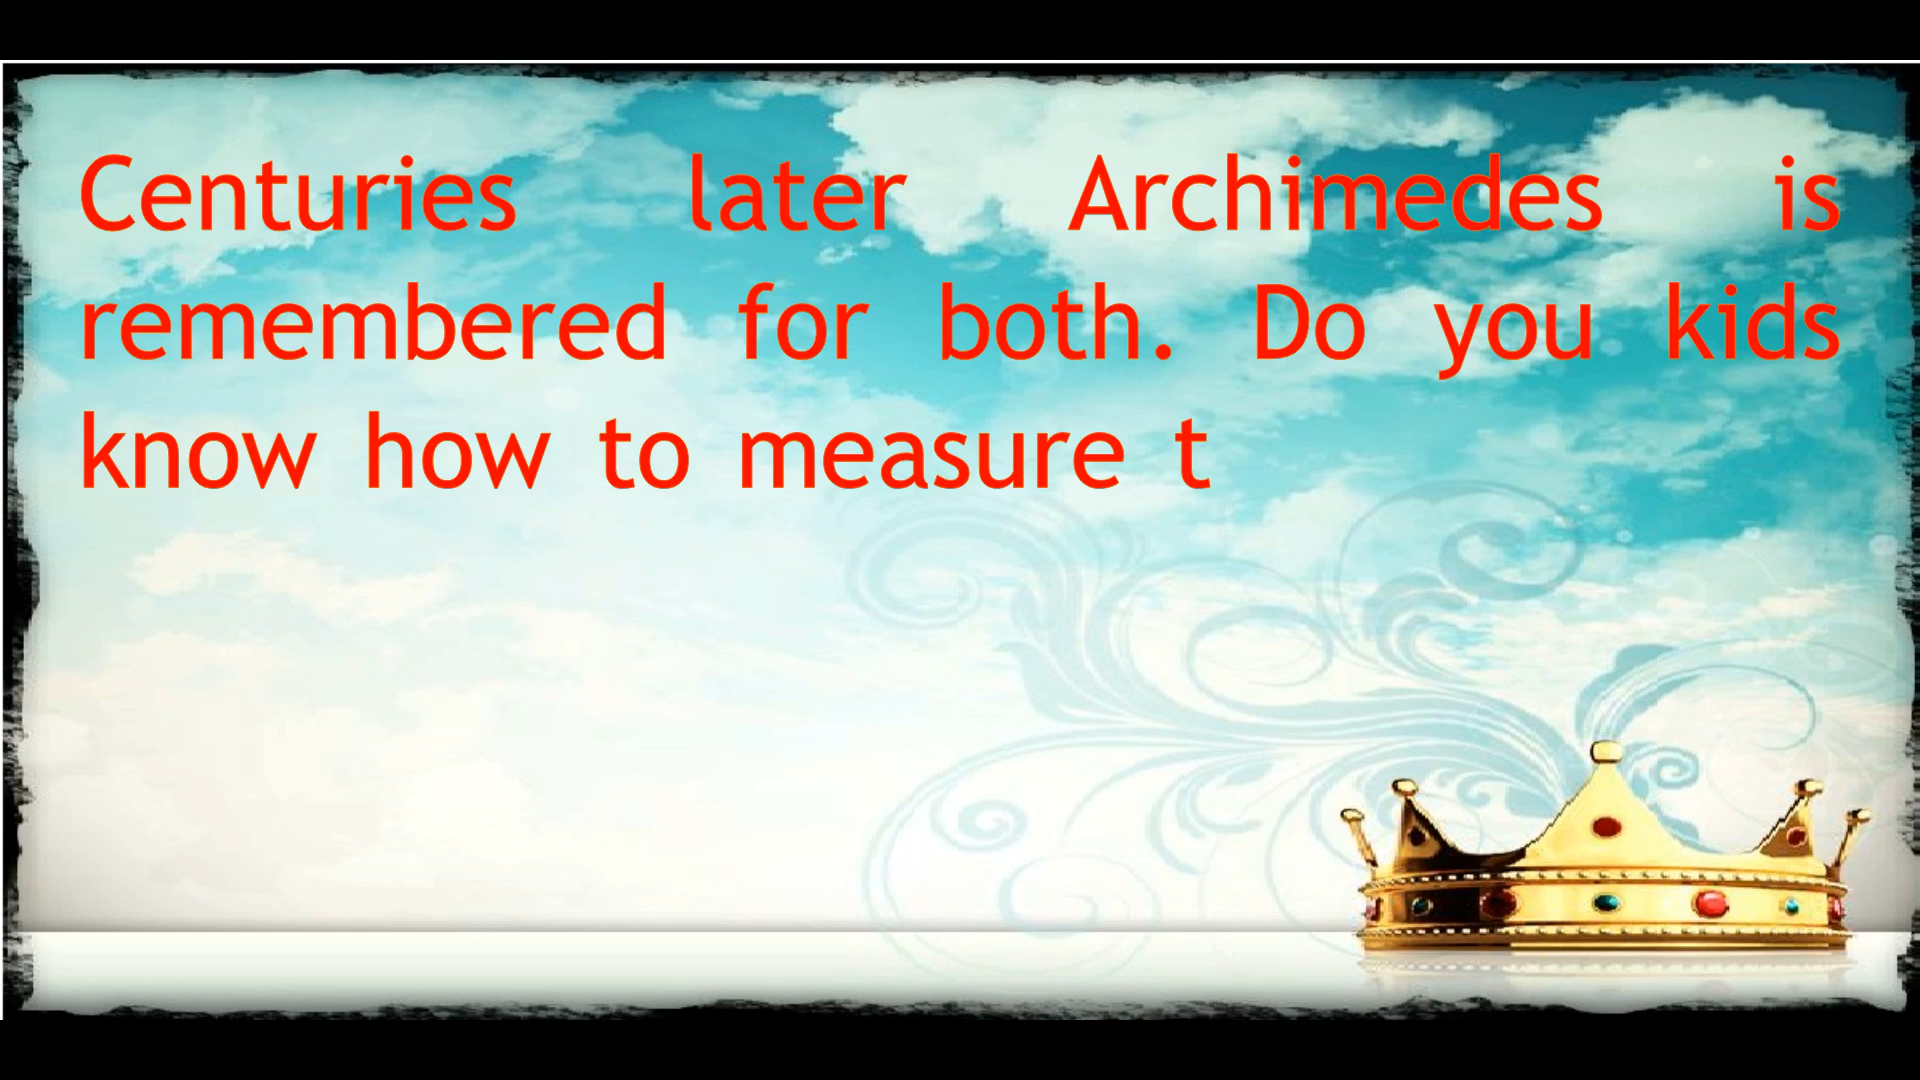 Centuries later Archimedes is
remembered for both. Do you kids
know how to measure t